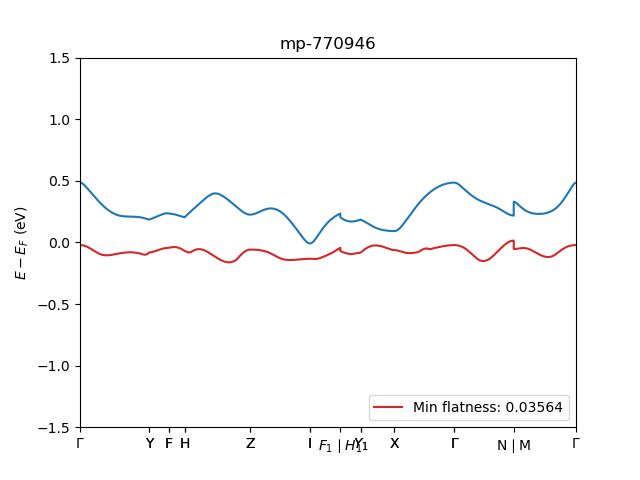 mp-770946
1.5
1.0
0.5
0.0
−0.5
−1.0
−1.5
E − E_F (eV)
Min flatness: 0.03564
Γ Y F H Z I F₁ | H₁ Y₁ X Γ N | M Γ